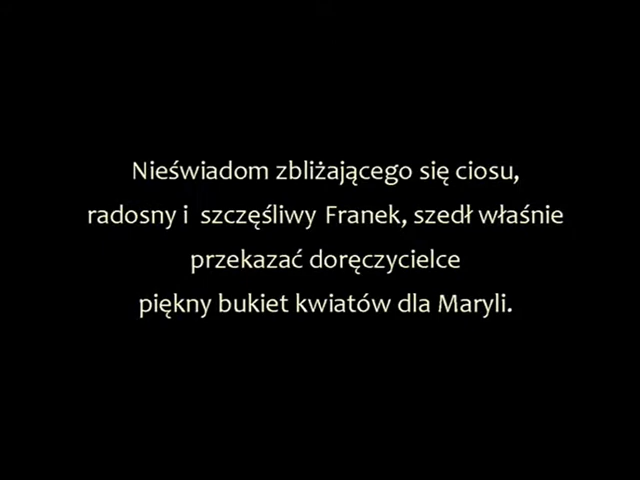 Nieświadom zbliżającego się ciosu,
radosny i szczęśliwy Franek, szedł właśnie
przekazać doręczycielce
piękny bukiet kwiatów dla Maryli.